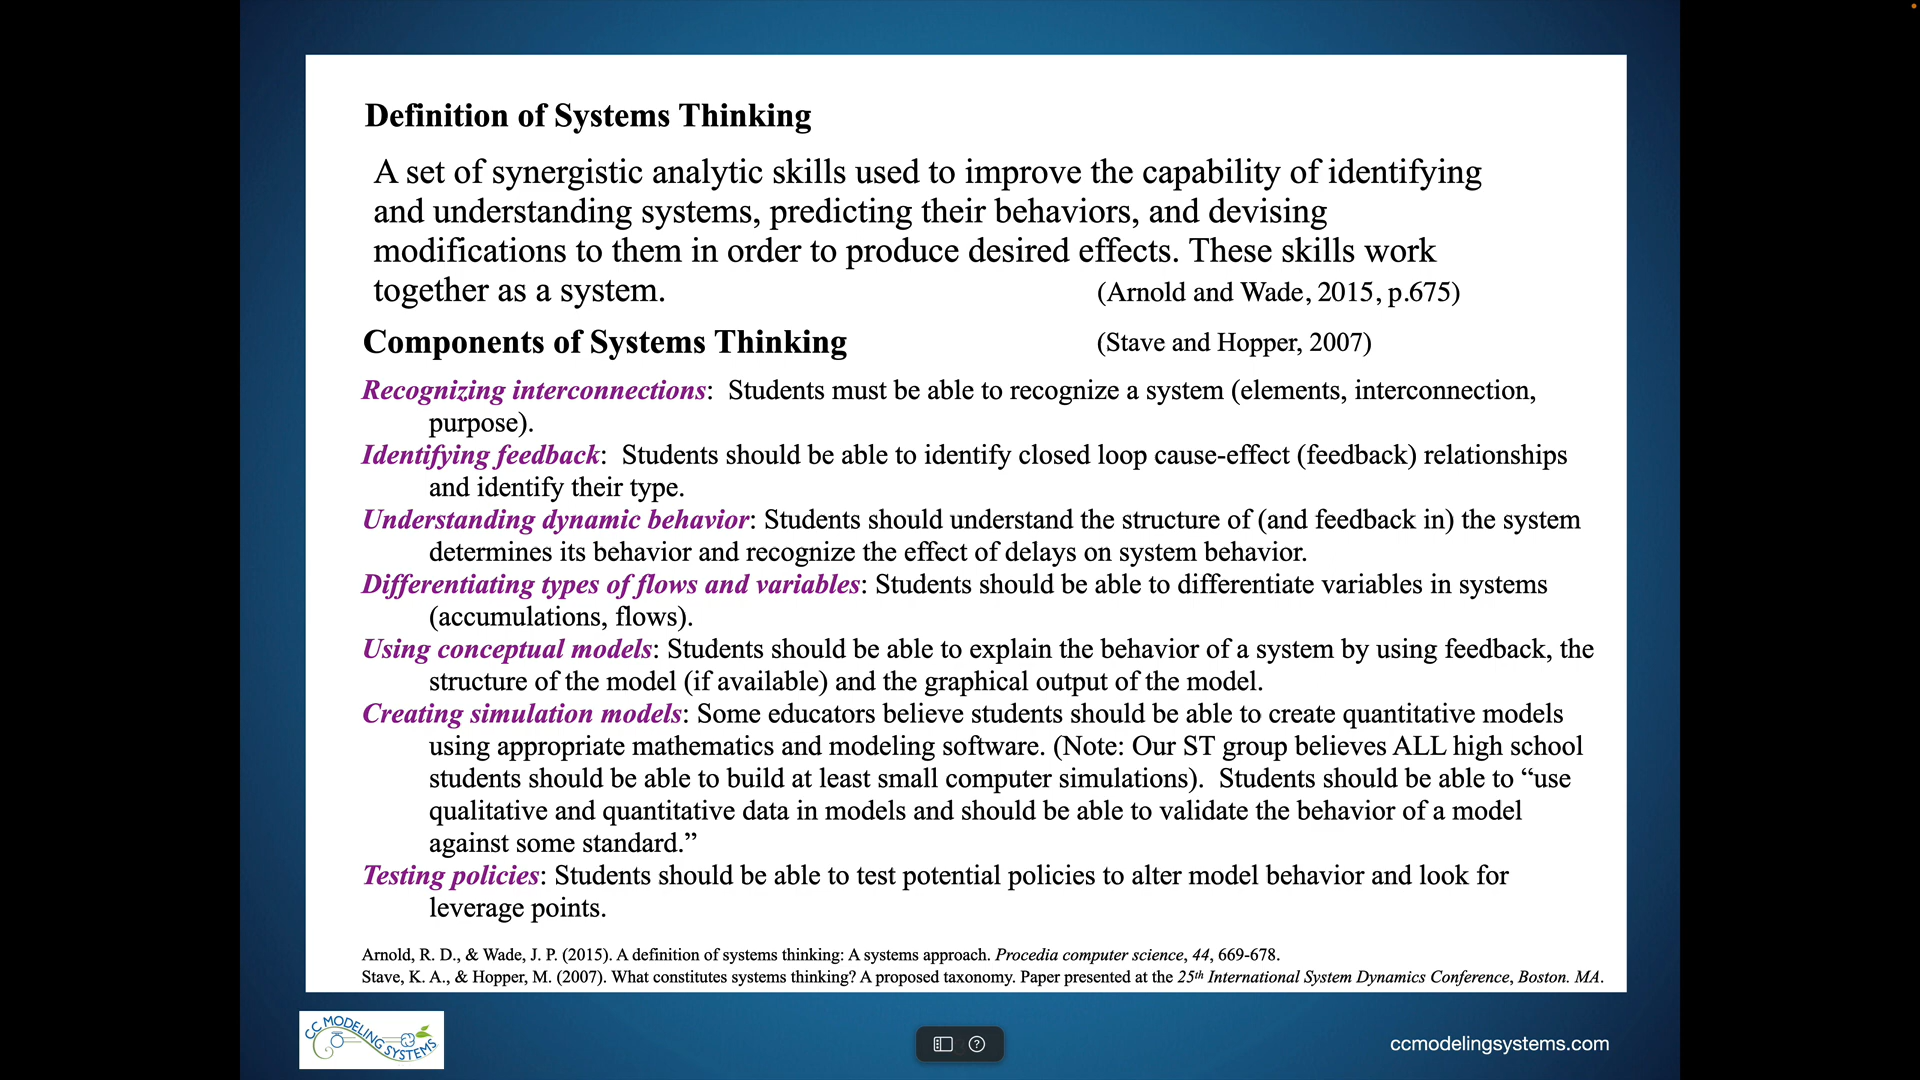 Definition of Systems Thinking
A set of synergistic analytic skills used to improve the capability of identifying
and understanding systems, predicting their behaviors, and devising
modifications to them in order to produce desired effects. These skills work
together as a system. (Arnold and Wade, 2015, p.675)
Components of Systems Thinking (Stave and Hopper, 2007)
Recognizing interconnections: Students must be able to recognize a system (elements, interconnection,
purpose).
Identifying feedback: Students should be able to identify closed loop cause-effect (feedback) relationships
and identify their type.
Understanding dynamic behavior: Students should understand the structure of (and feedback in) the system
determines its behavior and recognize the effect of delays on system behavior.
Differentiating types of flows and variables: Students should be able to differentiate variables in systems
(accumulations, flows).
Using conceptual models: Students should be able to explain the behavior of a system by using feedback, the
structure of the model (if available) and the graphical output of the model.
Creating simulation models: Some educators believe students should be able to create quantitative models
using appropriate mathematics and modeling software. (Note: Our ST group believes ALL high school
students should be able to build at least small computer simulations). Students should be able to “use
qualitative and quantitative data in models and should be able to validate the behavior of a model
against some standard.”
Testing policies: Students should be able to test potential policies to alter model behavior and look for
leverage points.
Arnold, R. D., & Wade, J. P. (2015). A definition of systems thinking: A systems approach. Procedia computer science, 44, 669-678.
Stave, K. A., & Hopper, M. (2007). What constitutes systems thinking? A proposed taxonomy. Paper presented at the 25th International System Dynamics Conference, Boston. MA.
CC MODELING SYSTEMS
ccmodelingsystems.com